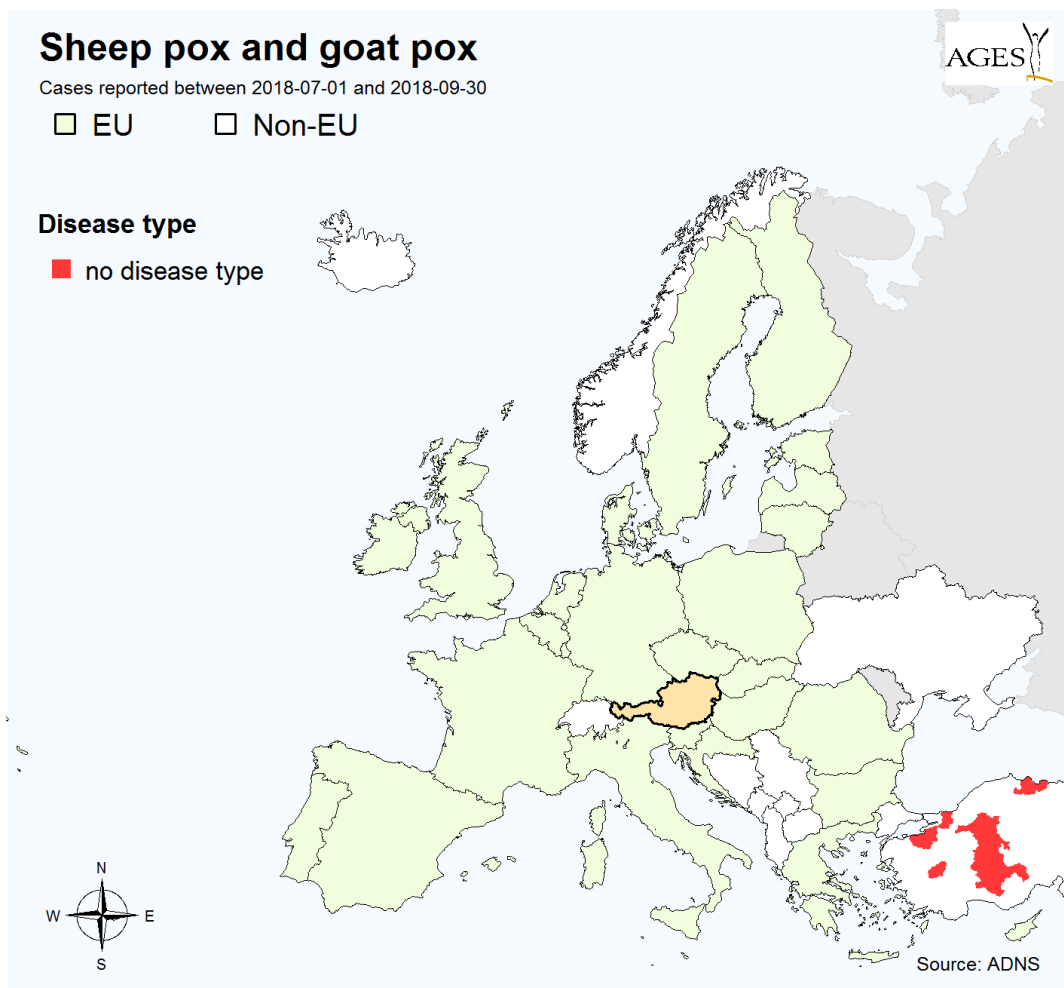 Sheep pox and goat pox
AGES
Cases reported between 2018-07-01 and 2018-09-30
EU
Non-EU
Disease type
no disease type
N
W
E
S
Source: ADNS